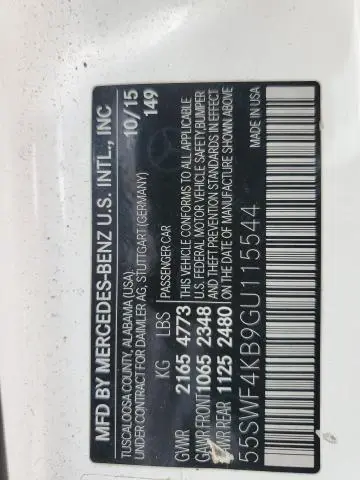 MFD BY MERCEDES-BENZ U.S. INTL., INC
TUSCALOOSA COUNTY, ALABAMA (USA) 10/15
UNDER CONTRACT FOR DAIMLER AG, STUTTGART (GERMANY) 149
KG LBS PASSENGER CAR
GVWR 2165 4773 THIS VEHICLE CONFORMS TO ALL APPLICABLE
GAWR FRONT 1065 2348 U.S. FEDERAL MOTOR VEHICLE SAFETY, BUMPER
GAWR REAR 1125 2480 AND THEFT PREVENTION STANDARDS IN EFFECT
ON THE DATE OF MANUFACTURE SHOWN ABOVE
55SWF4KB9GU115544 MADE IN USA